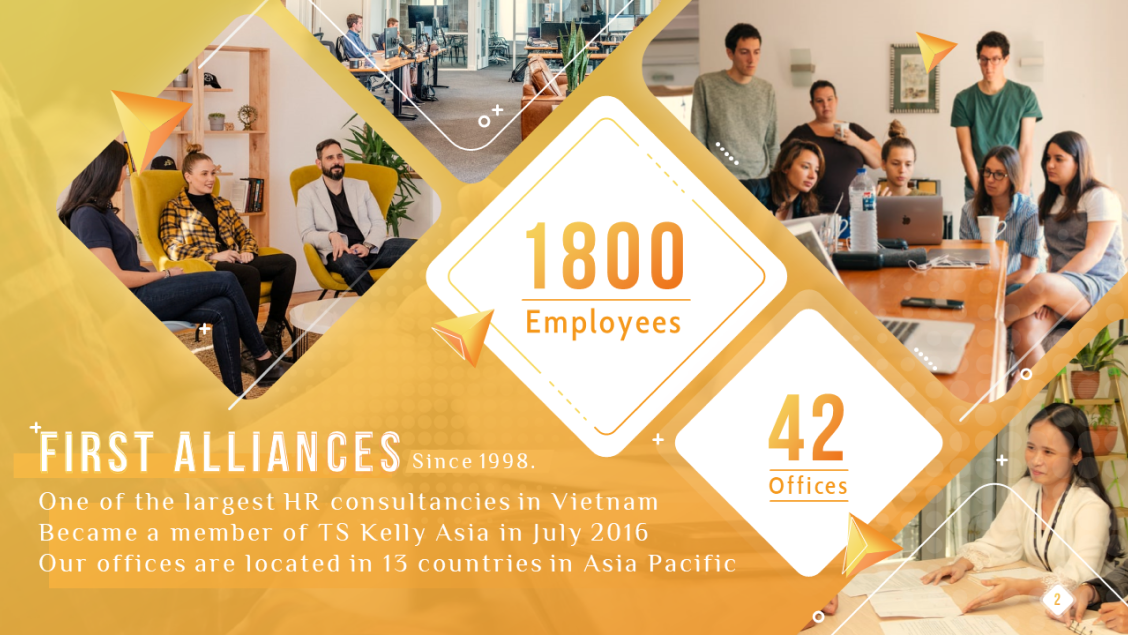 1800
Employees
42
Offices
FIRST ALLIANCES Since 1998.
One of the largest HR consultancies in Vietnam
Became a member of TS Kelly Asia in July 2016
Our offices are located in 13 countries in Asia Pacific
2